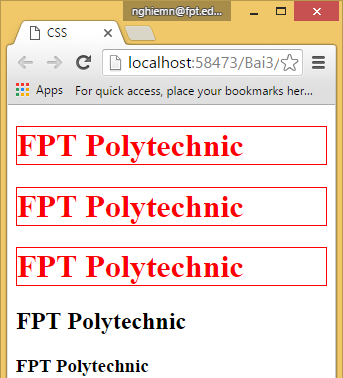 nghiemn@fpt.ed...
CSS
localhost:58473/Bai3/
Apps For quick access, place your bookmarks her...
FPT Polytechnic
FPT Polytechnic
FPT Polytechnic
FPT Polytechnic
FPT Polytechnic